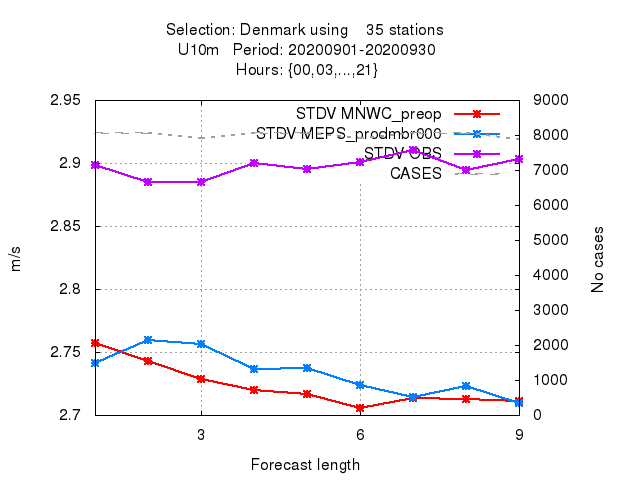 Selection: Denmark using 35 stations
U10m Period: 20200901-20200930
Hours: {00,03,...,21}
2.95
2.9
2.85
2.8
2.75
2.7
9000
8000
7000
6000
5000
4000
3000
2000
1000
0
STDV MNWC_preop
STDV MEPS_prodmbr000
STDV OBS
CASES
m/s
No cases
3
6
9
Forecast length